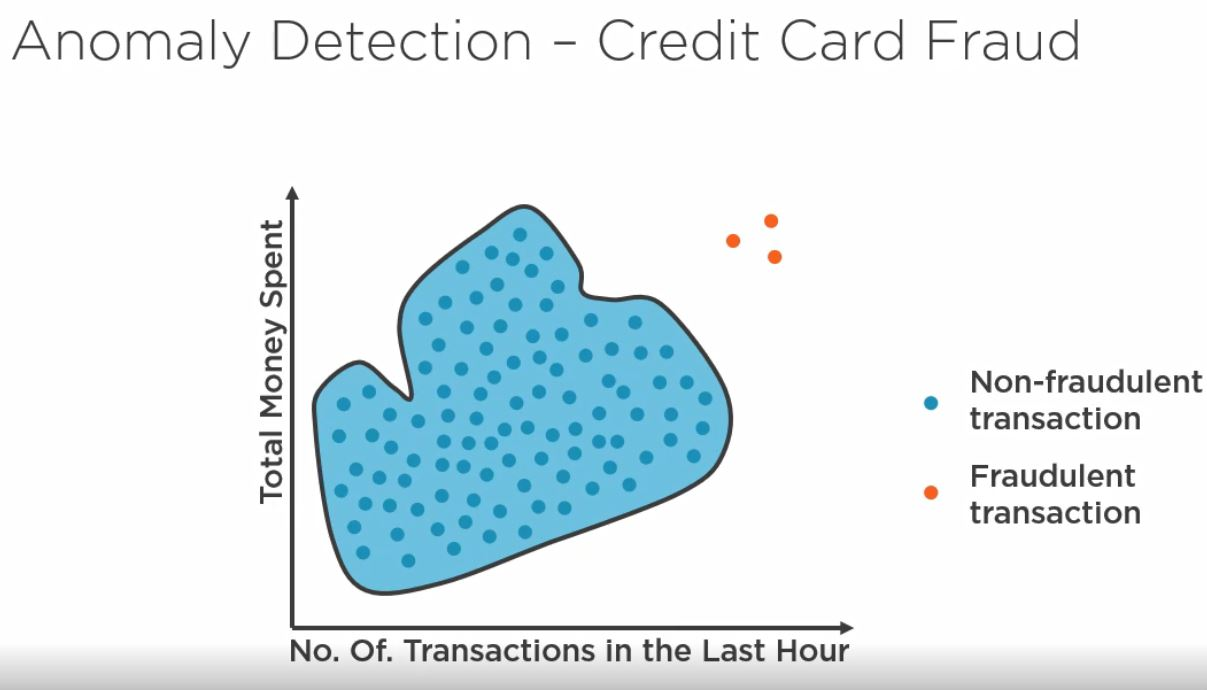 Anomaly Detection – Credit Card Fraud
Total Money Spent
Non-fraudulent
transaction
Fraudulent
transaction
No. Of. Transactions in the Last Hour